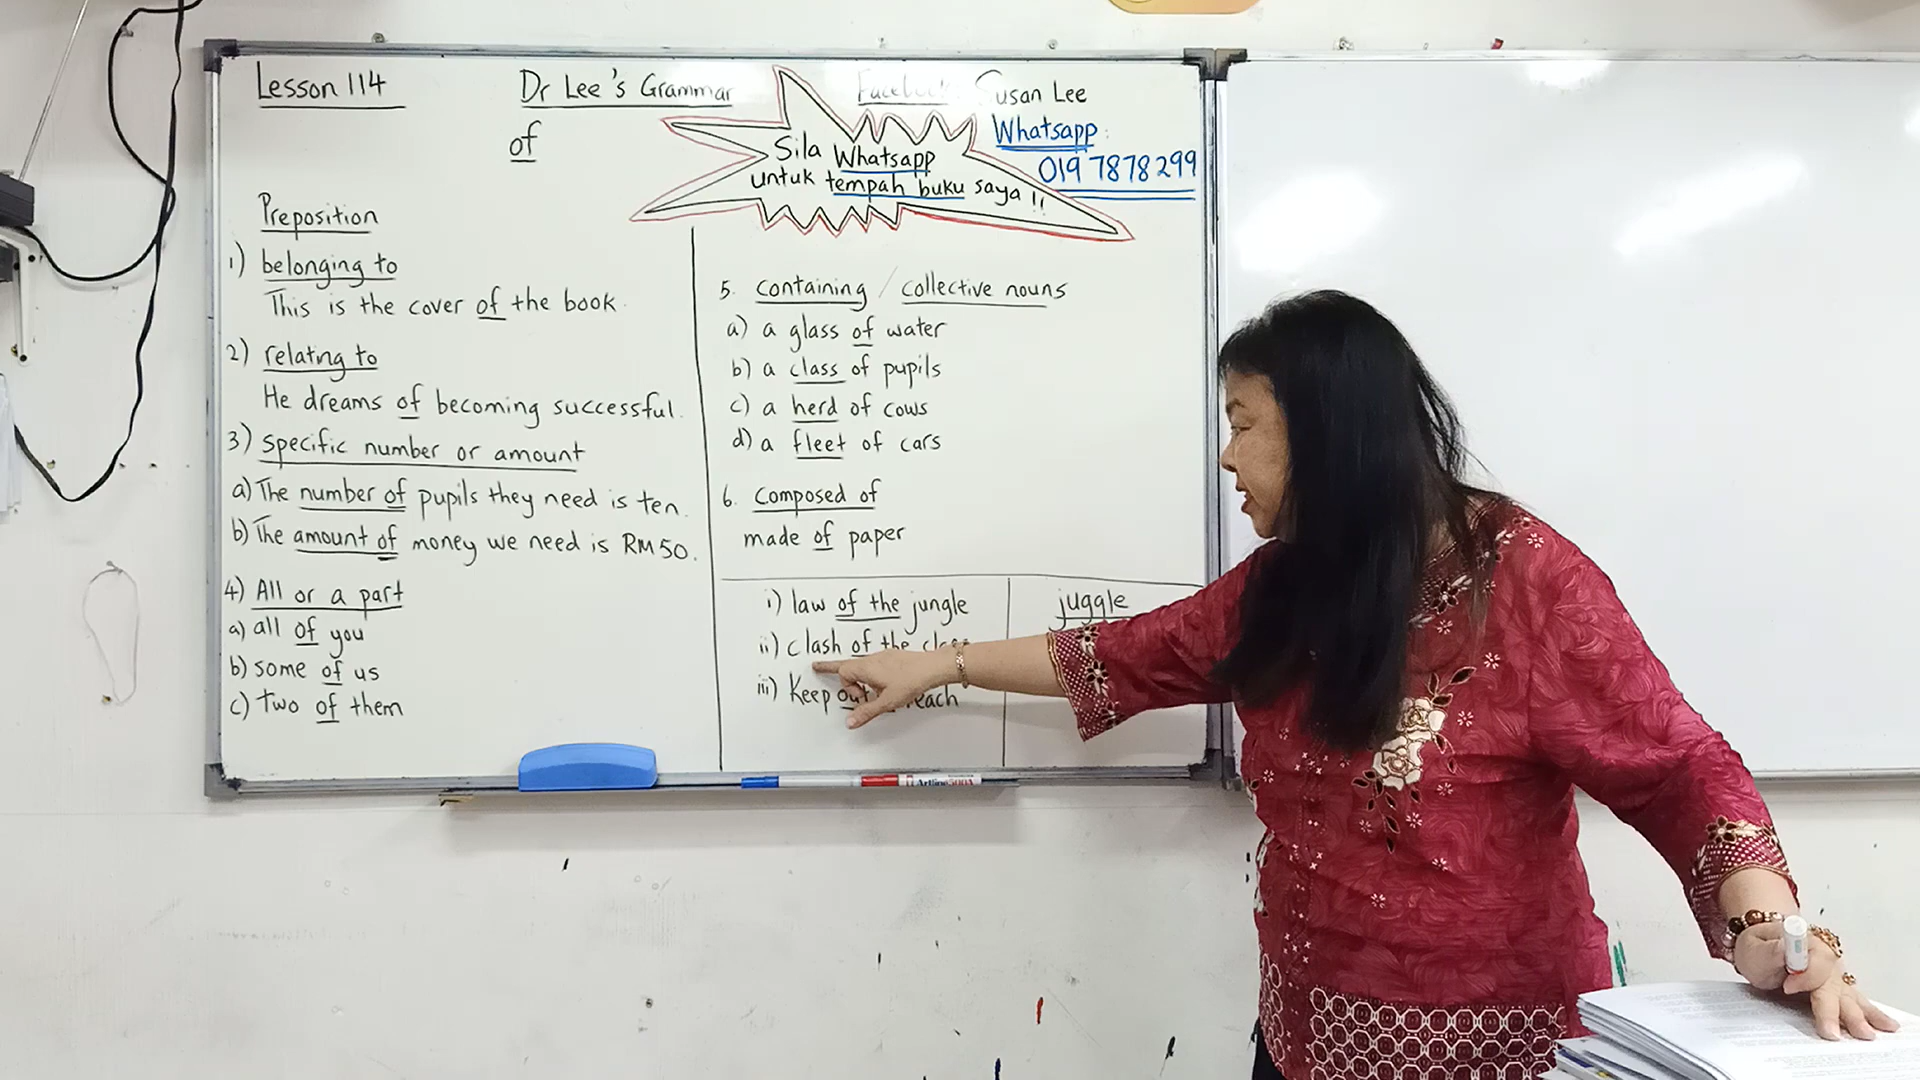 Lesson 114
Dr Lee's Grammar
of
Facebook Susan Lee
Whatsapp:
019 7878299
Sila Whatsapp
untuk tempah buku saya !!
Preposition
1) belonging to
This is the cover of the book.
2) relating to
He dreams of becoming successful.
3) specific number or amount
a) The number of pupils they need is ten.
b) The amount of money we need is RM50.
4) All or a part
a) all of you
b) some of us
c) two of them
5. containing / collective nouns
a) a glass of water
b) a class of pupils
c) a herd of cows
d) a fleet of cars
6. composed of
made of paper
i) law of the jungle
ii) clash of the
iii) Keep out reach
juggle
Artline 500A